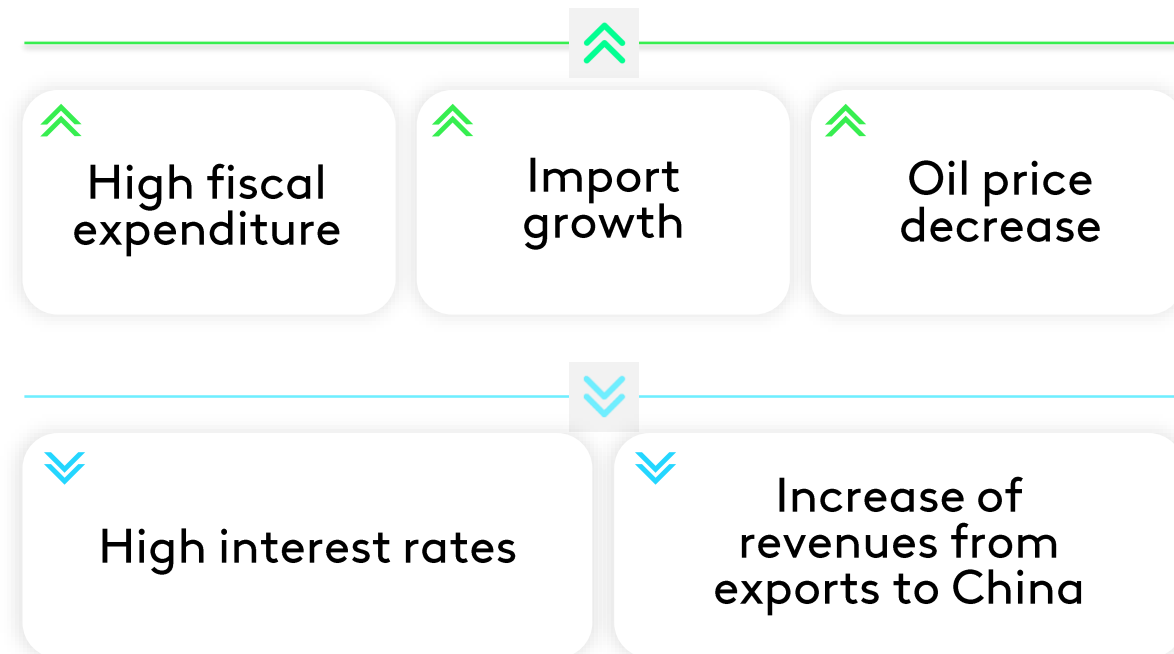 High fiscal
expenditure
Import
growth
Oil price
decrease
High interest rates
Increase of
revenues from
exports to China